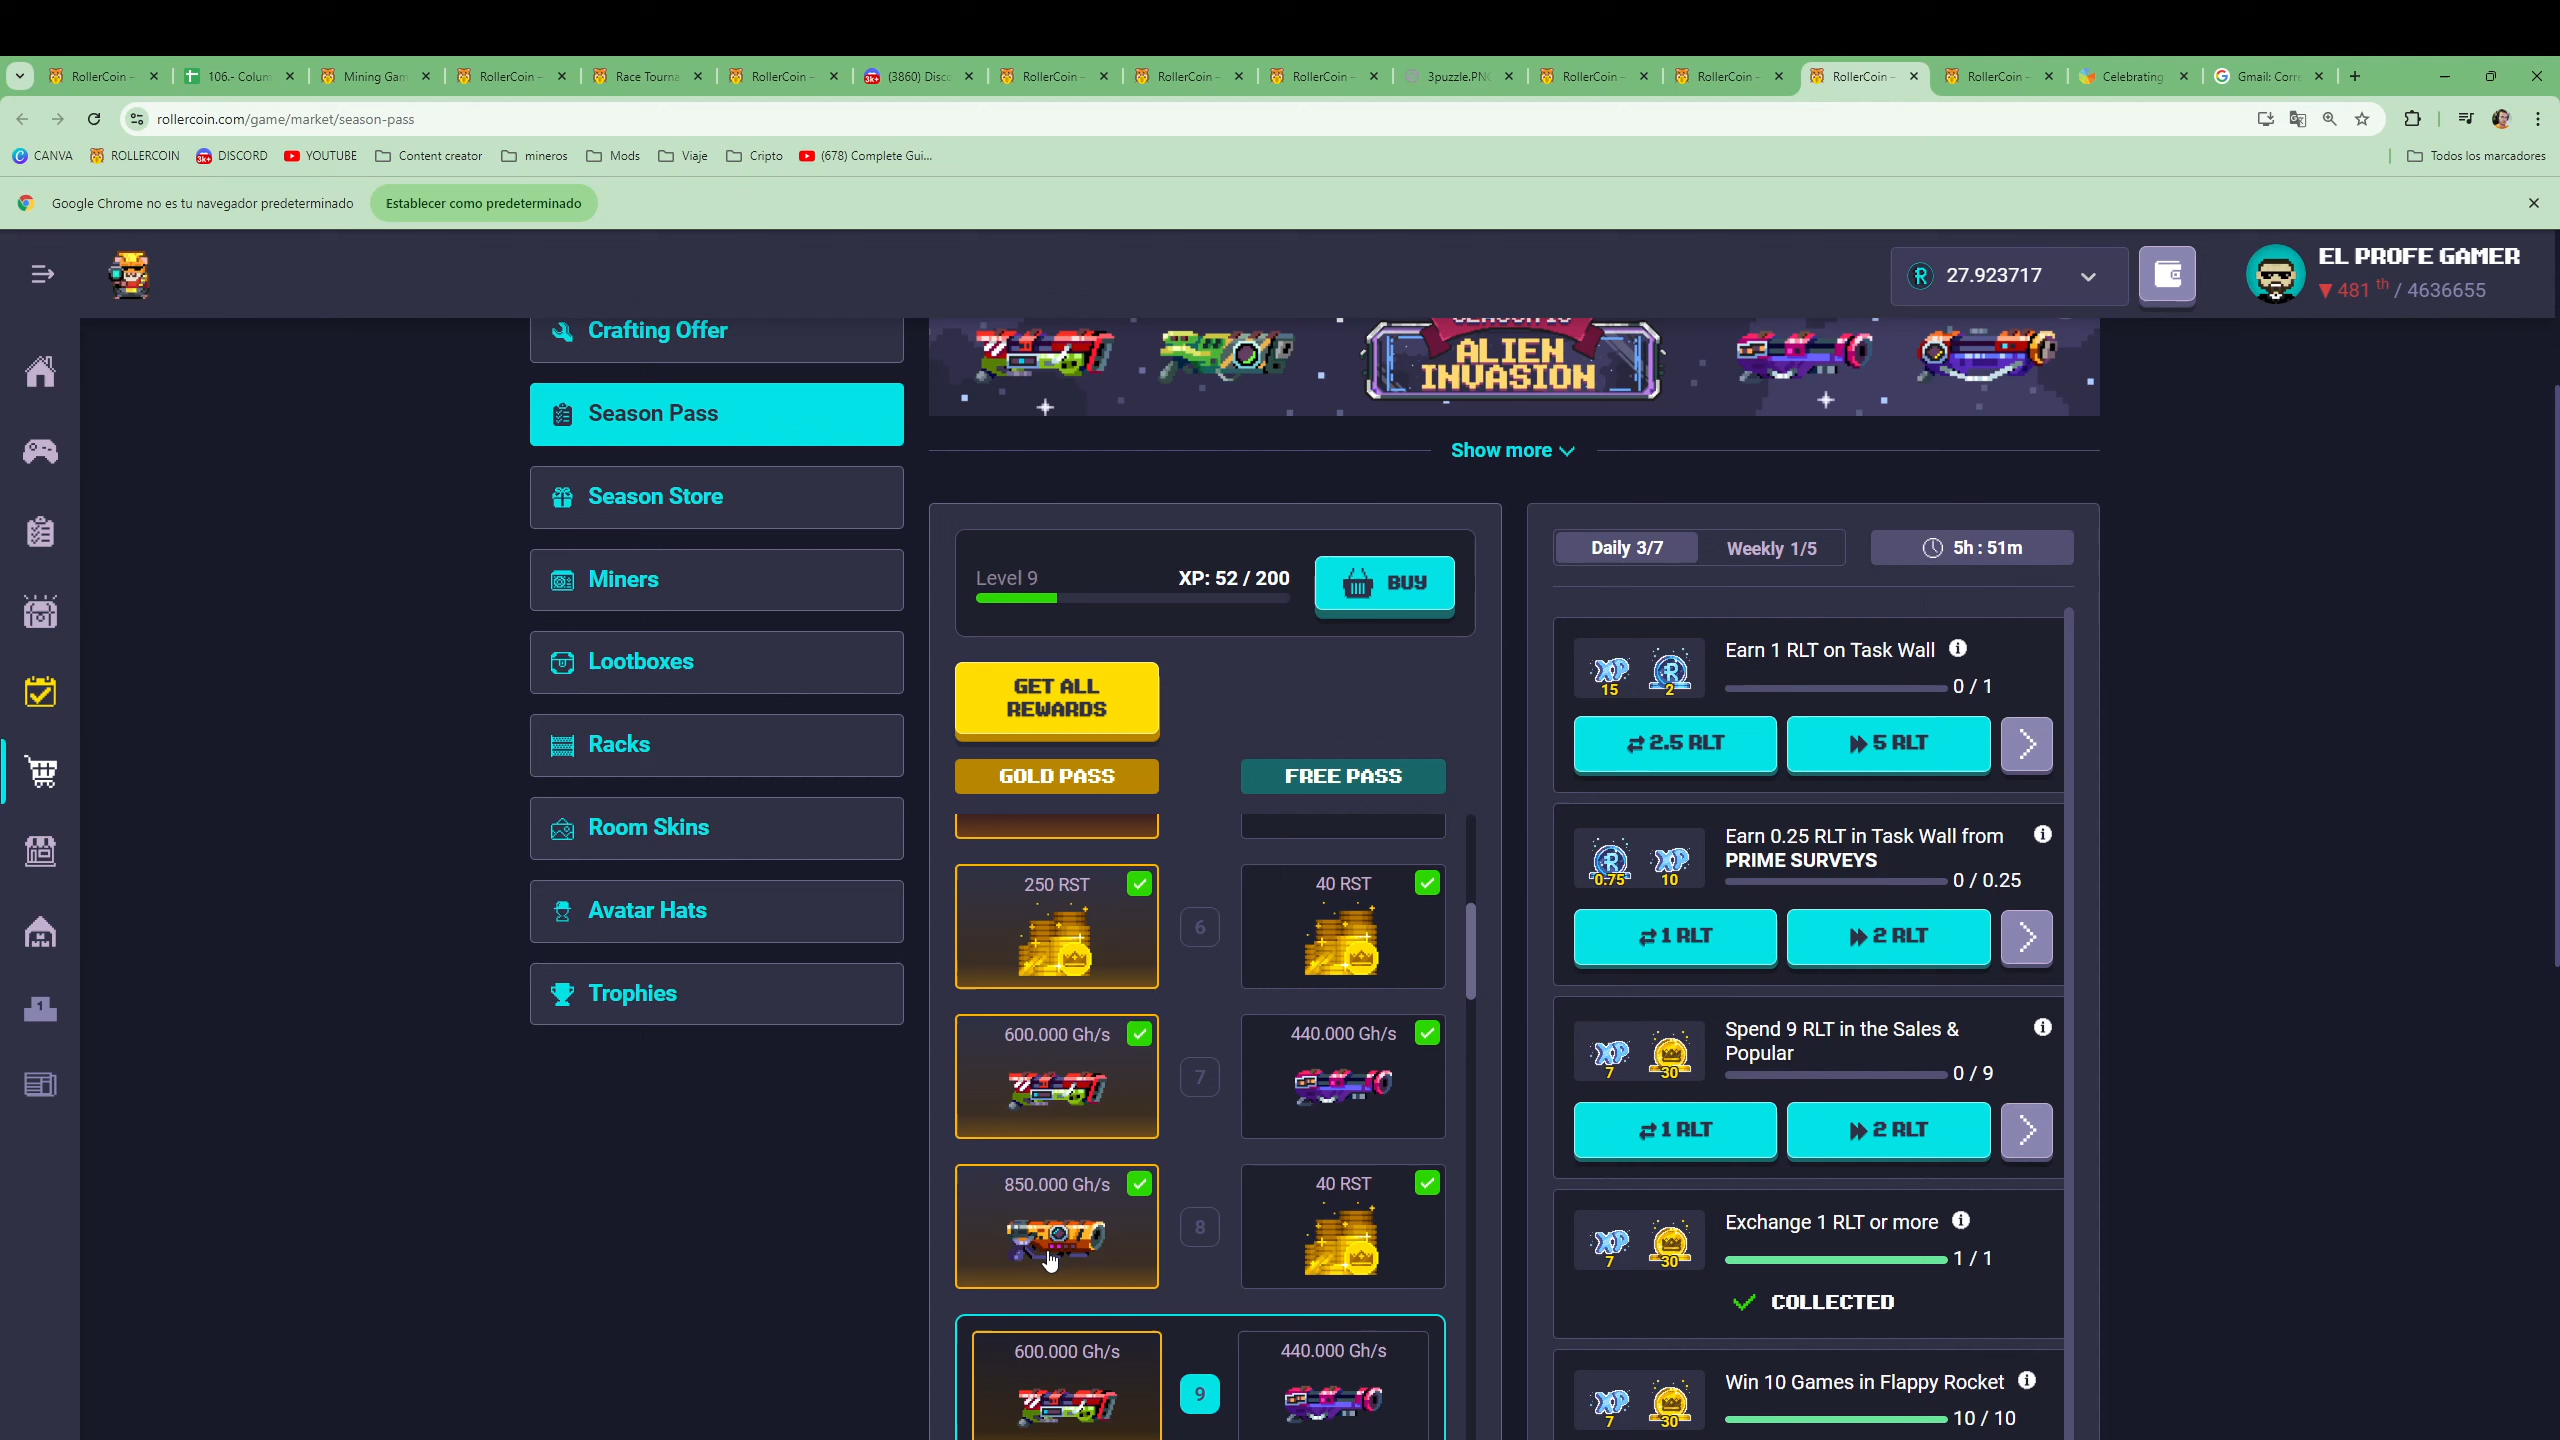 RollerCoin -
106.- Colum
Mining Gam
RollerCoin -
Race Tourna
RollerCoin -
(3860) Disc
RollerCoin -
RollerCoin -
RollerCoin -
3puzzle.PNG
RollerCoin -
RollerCoin -
RollerCoin -
RollerCoin -
Celebrating
Gmail: Corre
rollercoin.com/game/market/season-pass
CANVA
ROLLERCOIN
DISCORD
YOUTUBE
Content creator
mineros
Mods
Viaje
Cripto
(678) Complete Gui...
Todos los marcadores
Google Chrome no es tu navegador predeterminado
Establecer como predeterminado
27.923717
EL PROFE GAMER
481 th / 4636655
Crafting Offer
Season Pass
Season Store
Miners
Lootboxes
Racks
Room Skins
Avatar Hats
Trophies
ALIEN
INVASION
Show more
Level 9
XP: 52 / 200
BUY
GET ALL
REWARDS
GOLD PASS
FREE PASS
250 RST
6
40 RST
600.000 Gh/s
7
440.000 Gh/s
850.000 Gh/s
8
40 RST
600.000 Gh/s
9
440.000 Gh/s
Daily 3/7
Weekly 1/5
5h : 51m
Earn 1 RLT on Task Wall
XP 15
R 2
0 / 1
2.5 RLT
5 RLT
Earn 0.25 RLT in Task Wall from
PRIME SURVEYS
R 0.75
XP 10
0 / 0.25
1 RLT
2 RLT
Spend 9 RLT in the Sales &
Popular
XP 7
30
0 / 9
1 RLT
2 RLT
Exchange 1 RLT or more
XP 7
30
1 / 1
COLLECTED
Win 10 Games in Flappy Rocket
XP 7
30
10 / 10